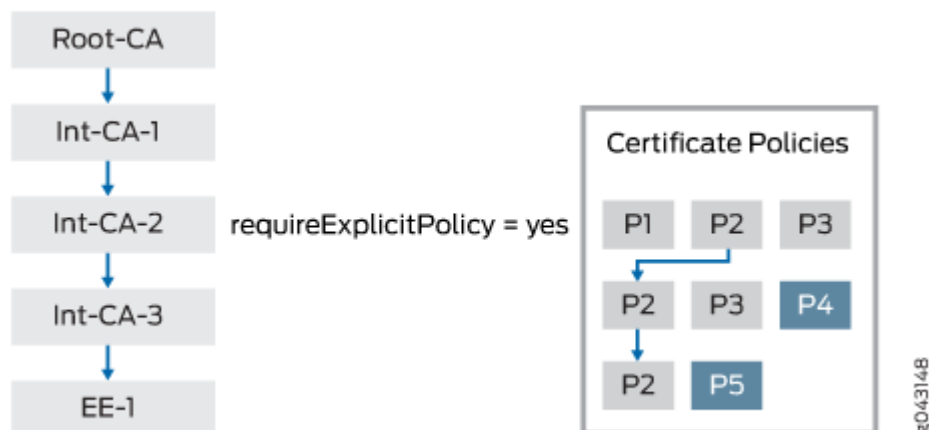 Root-CA
Int-CA-1
Int-CA-2
Int-CA-3
EE-1
requireExplicitPolicy = yes
Certificate Policies
P1 P2 P3
P2 P3 P4
P2 P5
g043148